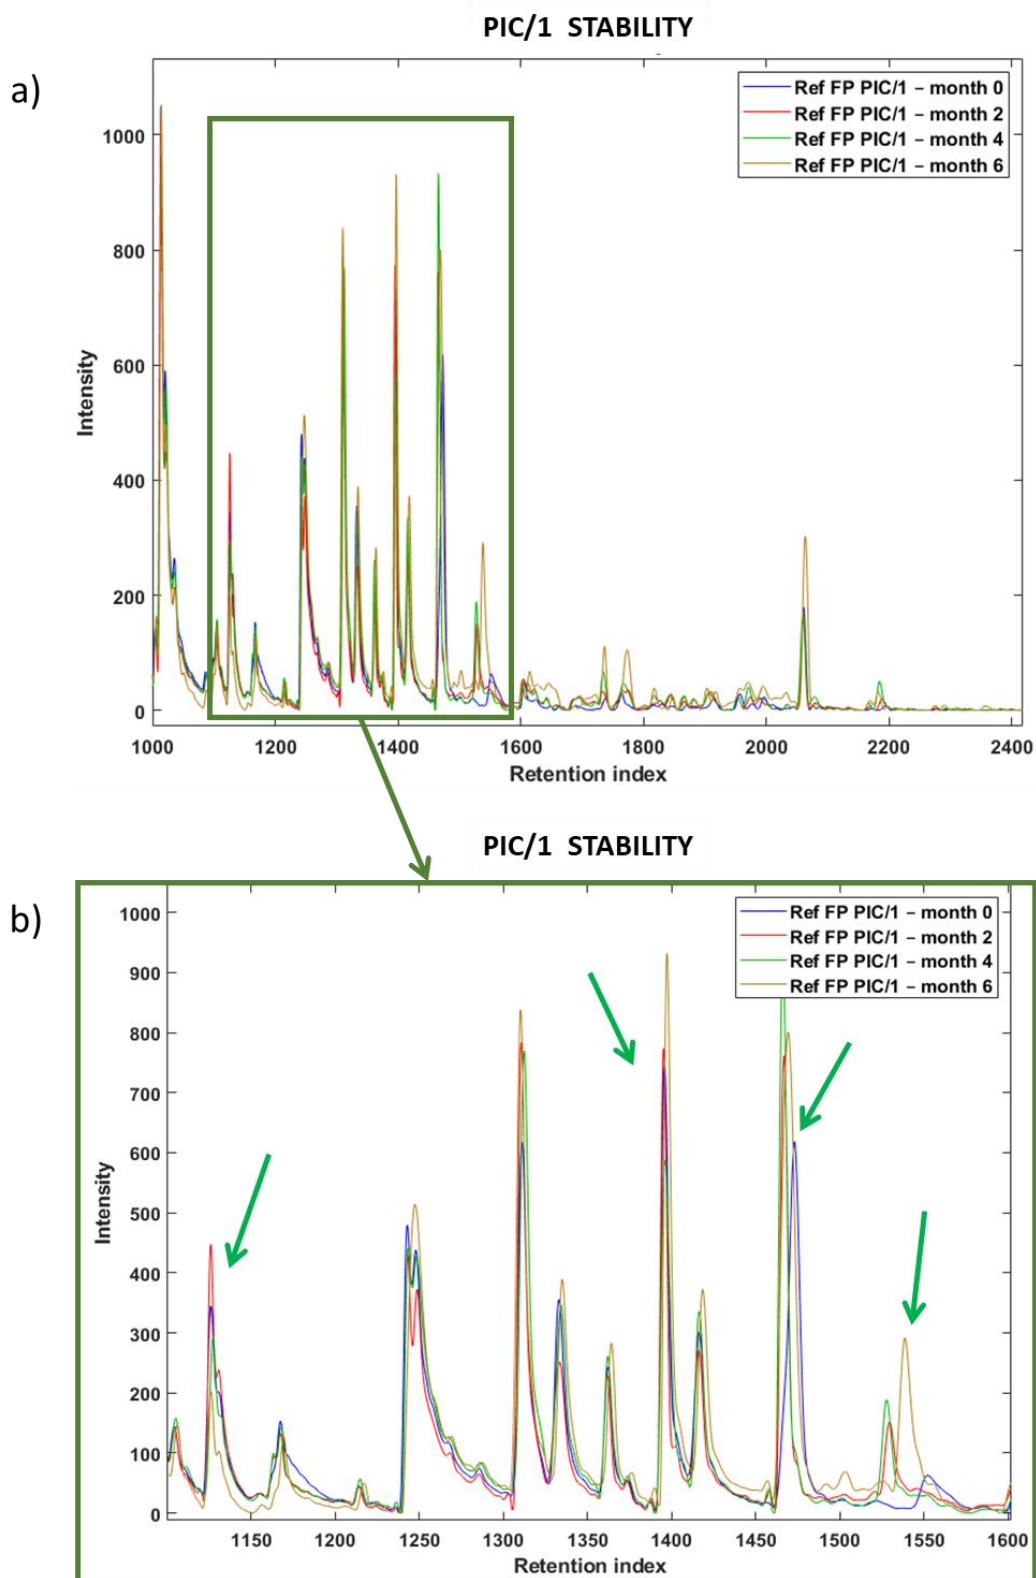 PIC/1 STABILITY
a)
Ref FP PIC/1 – month 0
Ref FP PIC/1 – month 2
Ref FP PIC/1 – month 4
Ref FP PIC/1 – month 6
1000
800
600
400
200
0
Intensity
1000 1200 1400 1600 1800 2000 2200 2400
Retention index
PIC/1 STABILITY
b)
Ref FP PIC/1 – month 0
Ref FP PIC/1 – month 2
Ref FP PIC/1 – month 4
Ref FP PIC/1 – month 6
1000
900
800
700
600
500
400
300
200
100
0
Intensity
1150 1200 1250 1300 1350 1400 1450 1500 1550 1600
Retention index